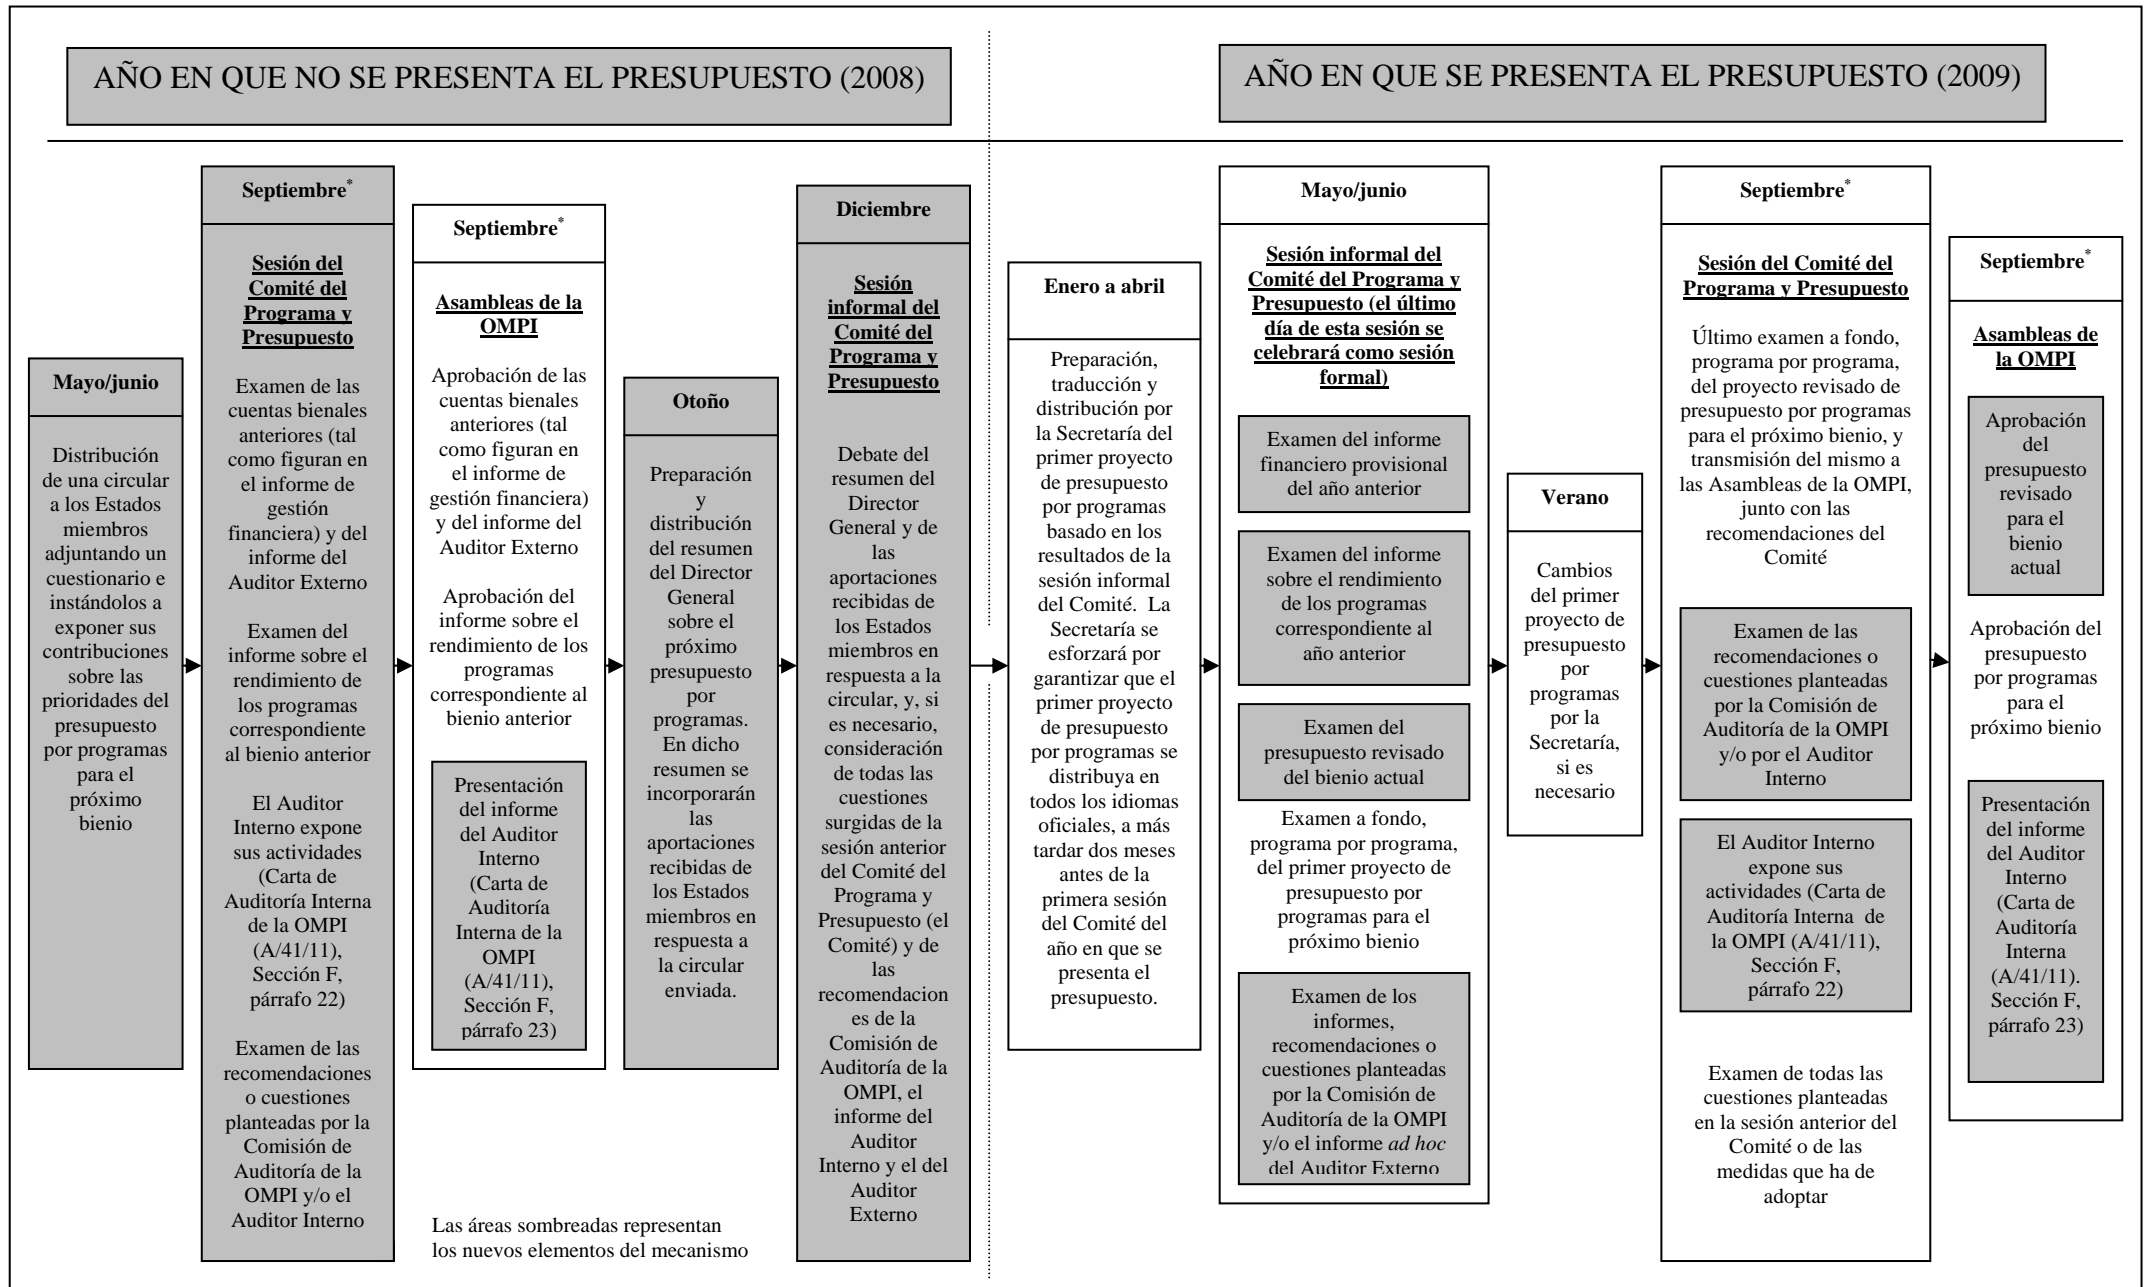 AÑO EN QUE NO SE PRESENTA EL PRESUPUESTO (2008)
AÑO EN QUE SE PRESENTA EL PRESUPUESTO (2009)
Mayo/junio
Distribución
de una circular
a los Estados
miembros
adjuntando un
cuestionario e
instándolos a
exponer sus
contribuciones
sobre las
prioridades del
presupuesto
por programas
para el
próximo
bienio
Septiembre*
Sesión del
Comité del
Programa y
Presupuesto
Examen de las
cuentas bienales
anteriores (tal
como figuran en
el informe de
gestión
financiera) y del
informe del
Auditor Externo
Examen del
informe sobre el
rendimiento de
los programas
correspondiente
al bienio anterior
El Auditor
Interno expone
sus actividades
(Carta de
Auditoría Interna
de la OMPI
(A/41/11),
Sección F,
párrafo 22)
Examen de las
recomendaciones
o cuestiones
planteadas por la
Comisión de
Auditoría de la
OMPI y/o el
Auditor Interno
Septiembre*
Asambleas de la
OMPI
Aprobación de las
cuentas bienales
anteriores (tal
como figuran en
el informe de
gestión financiera)
y del informe del
Auditor Externo
Aprobación del
informe sobre el
rendimiento de los
programas
correspondiente al
bienio anterior
Presentación
del informe
del Auditor
Interno
(Carta de
Auditoría
Interna de la
OMPI
(A/41/11),
Sección F,
párrafo 23)
Otoño
Preparación
y
distribución
del resumen
del Director
General
sobre el
próximo
presupuesto
por
programas.
En dicho
resumen se
incorporarán
las
aportaciones
recibidas de
los Estados
miembros en
respuesta a
la circular
enviada.
Diciembre
Sesión
informal del
Comité del
Programa y
Presupuesto
Debate del
resumen del
Director
General y de
las
aportaciones
recibidas de
los Estados
miembros en
respuesta a la
circular, y, si
es necesario,
consideración
de todas las
cuestiones
surgidas de la
sesión anterior
del Comité del
Programa y
Presupuesto (el
Comité) y de
las
recomendacion
es de la
Comisión de
Auditoría de la
OMPI, el
informe del
Auditor
Interno y el del
Auditor
Externo
Enero a abril
Preparación,
traducción y
distribución por
la Secretaría del
primer proyecto
de presupuesto
por programas
basado en los
resultados de la
sesión informal
del Comité. La
Secretaría se
esforzará por
garantizar que el
primer proyecto
de presupuesto
por programas se
distribuya en
todos los idiomas
oficiales, a más
tardar dos meses
antes de la
primera sesión
del Comité del
año en que se
presenta el
presupuesto.
Mayo/junio
Sesión informal del
Comité del Programa y
Presupuesto (el último
día de esta sesión se
celebrará como sesión
formal)
Examen del informe
financiero provisional
del año anterior
Examen del informe
sobre el rendimiento
de los programas
correspondiente al
año anterior
Examen del
presupuesto revisado
del bienio actual
Examen a fondo,
programa por programa,
del primer proyecto de
presupuesto por
programas para el
próximo bienio
Examen de los
informes,
recomendaciones o
cuestiones planteadas
por la Comisión de
Auditoría de la OMPI
y/o el informe ad hoc
del Auditor Externo
Verano
Cambios
del primer
proyecto de
presupuesto
por
programas
por la
Secretaría,
si es
necesario
Septiembre*
Sesión del Comité del
Programa y Presupuesto
Último examen a fondo,
programa por programa,
del proyecto revisado de
presupuesto por programas
para el próximo bienio, y
transmisión del mismo a
las Asambleas de la OMPI,
junto con las
recomendaciones del
Comité
Examen de las
recomendaciones o
cuestiones planteadas
por la Comisión de
Auditoría de la OMPI
y/o por el Auditor
Interno
El Auditor Interno
expone sus
actividades (Carta de
Auditoría Interna de
la OMPI (A/41/11),
Sección F,
párrafo 22)
Examen de todas las
cuestiones planteadas
en la sesión anterior del
Comité o de las
medidas que ha de
adoptar
Septiembre*
Asambleas de
la OMPI
Aprobación
del
presupuesto
revisado
para el
bienio
actual
Aprobación del
presupuesto
por programas
para el
próximo bienio
Presentación
del informe
del Auditor
Interno
(Carta de
Auditoría
Interna
(A/41/11).
Sección F,
párrafo 23)
Las áreas sombreadas representan
los nuevos elementos del mecanismo